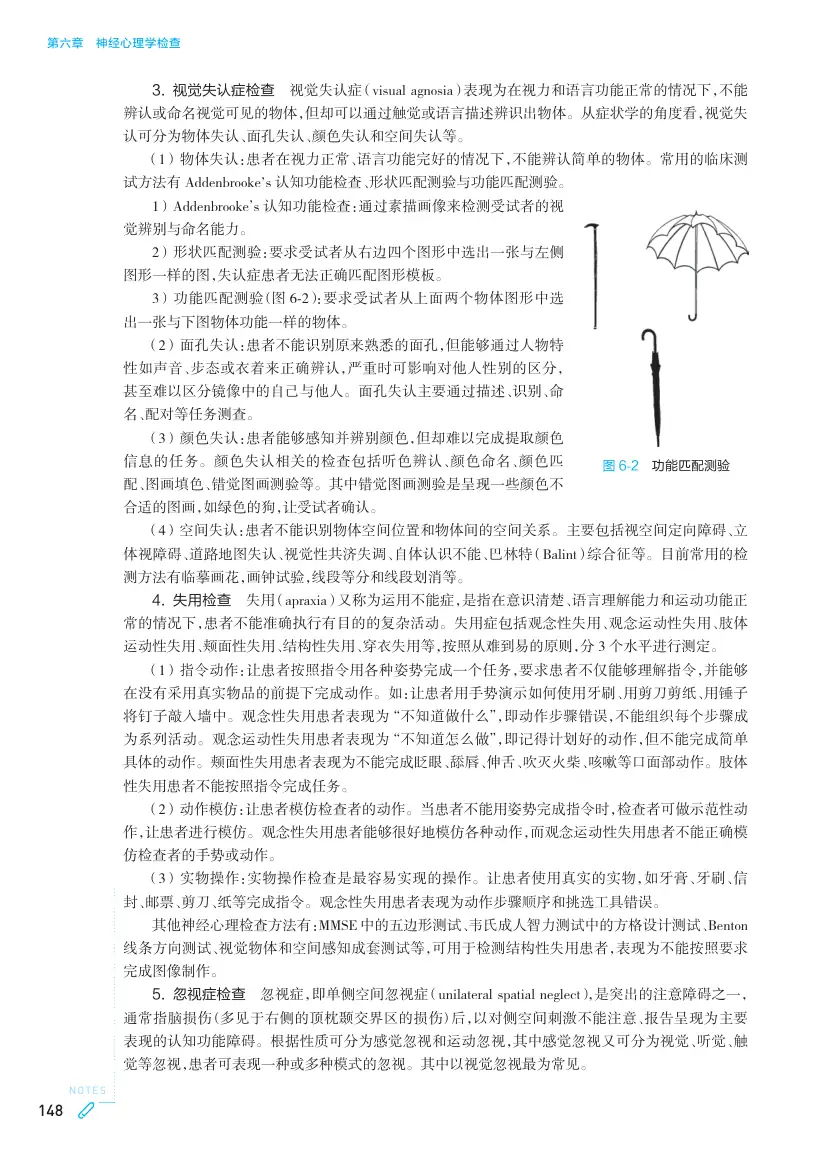 第六章　神经心理学检查
3. 视觉失认症检查　视觉失认症（visual agnosia）表现为在视力和语言功能正常的情况下，不能
辨认或命名视觉可见的物体，但却可以通过触觉或语言描述辨识出物体。从症状学的角度看，视觉失
认可分为物体失认、面孔失认、颜色失认和空间失认等。
（1）物体失认：患者在视力正常、语言功能完好的情况下，不能辨认简单的物体。常用的临床测
试方法有 Addenbrooke’s 认知功能检查、形状匹配测验与功能匹配测验。
1）Addenbrooke’s 认知功能检查：通过素描画像来检测受试者的视
觉辨别与命名能力。
2）形状匹配测验：要求受试者从右边四个图形中选出一张与左侧
图形一样的图，失认症患者无法正确匹配图形模板。
3）功能匹配测验（图 6-2）：要求受试者从上面两个物体图形中选
出一张与下图物体功能一样的物体。
（2）面孔失认：患者不能识别原来熟悉的面孔，但能够通过人物特
性如声音、步态或衣着来正确辨认，严重时可影响对他人性别的区分，
甚至难以区分镜像中的自己与他人。面孔失认主要通过描述、识别、命
名、配对等任务测查。
（3）颜色失认：患者能够感知并辨别颜色，但却难以完成提取颜色
信息的任务。颜色失认相关的检查包括听色辨认、颜色命名、颜色匹
配、图画填色、错觉图画测验等。其中错觉图画测验是呈现一些颜色不
合适的图画，如绿色的狗，让受试者确认。
图 6-2　功能匹配测验
（4）空间失认：患者不能识别物体空间位置和物体间的空间关系。主要包括视空间定向障碍、立
体视障碍、道路地图失认、视觉性共济失调、自体认识不能、巴林特（Balint）综合征等。目前常用的检
测方法有临摹画花，画钟试验，线段等分和线段划消等。
4. 失用检查　失用（apraxia）又称为运用不能症，是指在意识清楚、语言理解能力和运动功能正
常的情况下，患者不能准确执行有目的的复杂活动。失用症包括观念性失用、观念运动性失用、肢体
运动性失用、颊面性失用、结构性失用、穿衣失用等，按照从难到易的原则，分 3 个水平进行测定。
（1）指令动作：让患者按照指令用各种姿势完成一个任务，要求患者不仅能够理解指令，并能够
在没有采用真实物品的前提下完成动作。如：让患者用手势演示如何使用牙刷、用剪刀剪纸、用锤子
将钉子敲入墙中。观念性失用患者表现为“不知道做什么”，即动作步骤错误，不能组织每个步骤成
为系列活动。观念运动性失用患者表现为“不知道怎么做”，即记得计划好的动作，但不能完成简单
具体的动作。颊面性失用患者表现为不能完成眨眼、舔唇、伸舌、吹灭火柴、咳嗽等口面部动作。肢体
性失用患者不能按照指令完成任务。
（2）动作模仿：让患者模仿检查者的动作。当患者不能用姿势完成指令时，检查者可做示范性动
作，让患者进行模仿。观念性失用患者能够很好地模仿各种动作，而观念运动性失用患者不能正确模
仿检查者的手势或动作。
（3）实物操作：实物操作检查是最容易实现的操作。让患者使用真实的实物，如牙膏、牙刷、信
封、邮票、剪刀、纸等完成指令。观念性失用患者表现为动作步骤顺序和挑选工具错误。
其他神经心理检查方法有：MMSE 中的五边形测试、韦氏成人智力测试中的方格设计测试、Benton
线条方向测试、视觉物体和空间感知成套测试等，可用于检测结构性失用患者，表现为不能按照要求
完成图像制作。
5. 忽视症检查　忽视症，即单侧空间忽视症（unilateral spatial neglect），是突出的注意障碍之一，
通常指脑损伤（多见于右侧的顶枕颞交界区的损伤）后，以对侧空间刺激不能注意、报告呈现为主要
表现的认知功能障碍。根据性质可分为感觉忽视和运动忽视，其中感觉忽视又可分为视觉、听觉、触
觉等忽视，患者可表现一种或多种模式的忽视。其中以视觉忽视最为常见。
NOTES
148